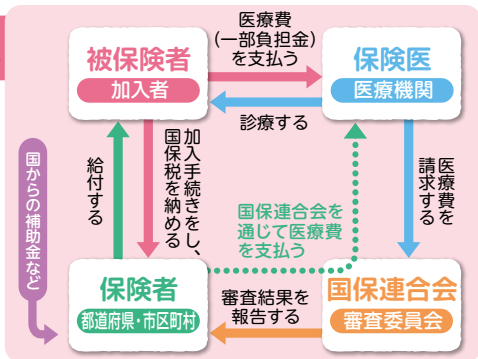 医療費
(一部負担金)
を支払う
被保険者
加入者
保険医
医療機関
診療する
国からの補助金など
給付する
加入手続きをし、
国保税を納める
医療費を
請求する
国保連合会を
通じて医療費
を支払う
保険者
都道府県・市区町村
審査結果を
報告する
国保連合会
審査委員会